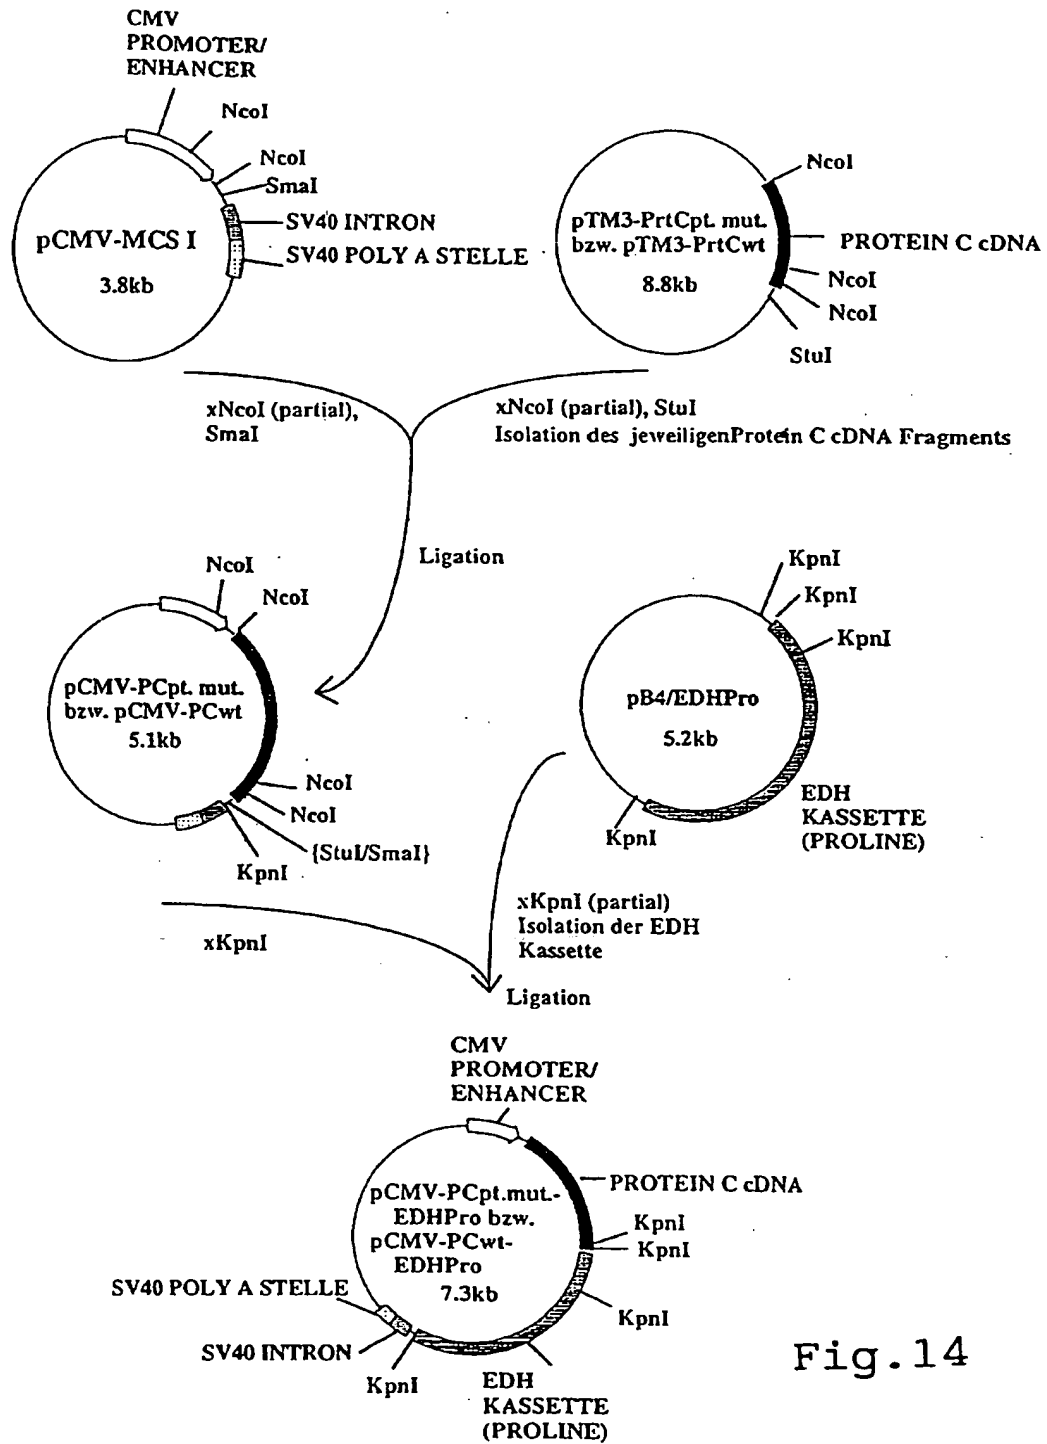 CMV
PROMOTER/
ENHANCER
NcoI
NcoI
SmaI
SV40 INTRON
SV40 POLY A STELLE
pCMV-MCS I
3.8kb
NcoI
pTM3-PrtCpt. mut.
bzw. pTM3-PrtCwt
8.8kb
PROTEIN C cDNA
NcoI
NcoI
StuI
xNcoI (partial),
SmaI
xNcoI (partial), StuI
Isolation des jeweiligenProtein C cDNA Fragments
Ligation
NcoI
NcoI
pCMV-PCpt. mut.
bzw. pCMV-PCwt
5.1kb
NcoI
NcoI
{StuI/SmaI}
KpnI
KpnI
KpnI
KpnI
pB4/EDHPro
5.2kb
EDH
KASSETTE
(PROLINE)
KpnI
xKpnI
xKpnI (partial)
Isolation der EDH
Kassette
Ligation
CMV
PROMOTER/
ENHANCER
PROTEIN C cDNA
pCMV-PCpt.mut.-
EDHPro bzw.
pCMV-PCwt-
EDHPro
7.3kb
KpnI
KpnI
KpnI
SV40 POLY A STELLE
SV40 INTRON
KpnI
EDH
KASSETTE
(PROLINE)
Fig.14